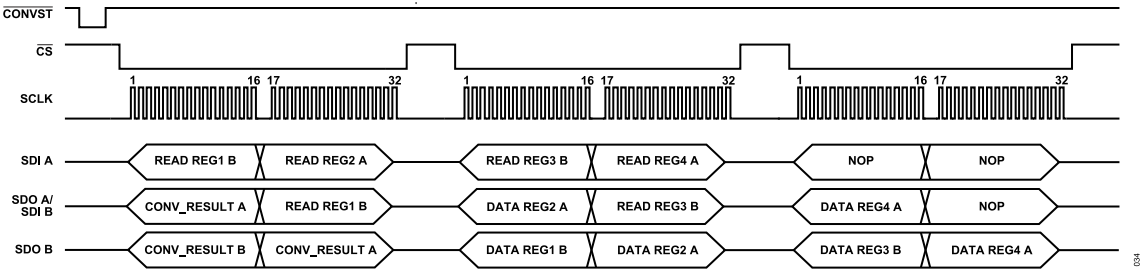 CONVST
CS
1 16 17 32 1 16 17 32 1 16 17 32
SCLK
SDI A READ REG1 B READ REG2 A READ REG3 B READ REG4 A NOP NOP
SDO A/
SDI B CONV_RESULT A READ REG1 B DATA REG2 A READ REG3 B DATA REG4 A NOP
SDO B CONV_RESULT B CONV_RESULT A DATA REG1 B DATA REG2 A DATA REG3 B DATA REG4 A
034